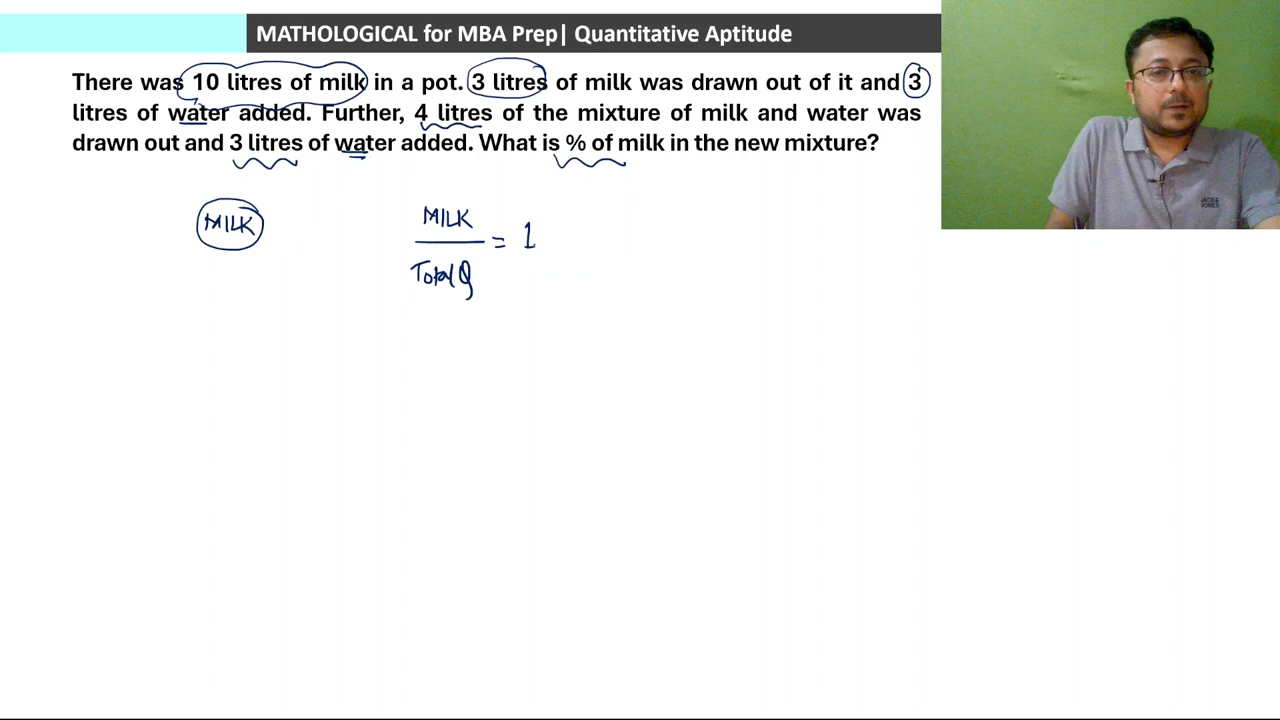 MATHOLOGICAL for MBA Prep| Quantitative Aptitude
There was 10 litres of milk in a pot. 3 litres of milk was drawn out of it and 3
litres of water added. Further, 4 litres of the mixture of milk and water was
drawn out and 3 litres of water added. What is % of milk in the new mixture?
MILK
MILK
= 1
Total Q
JACK&
JONES